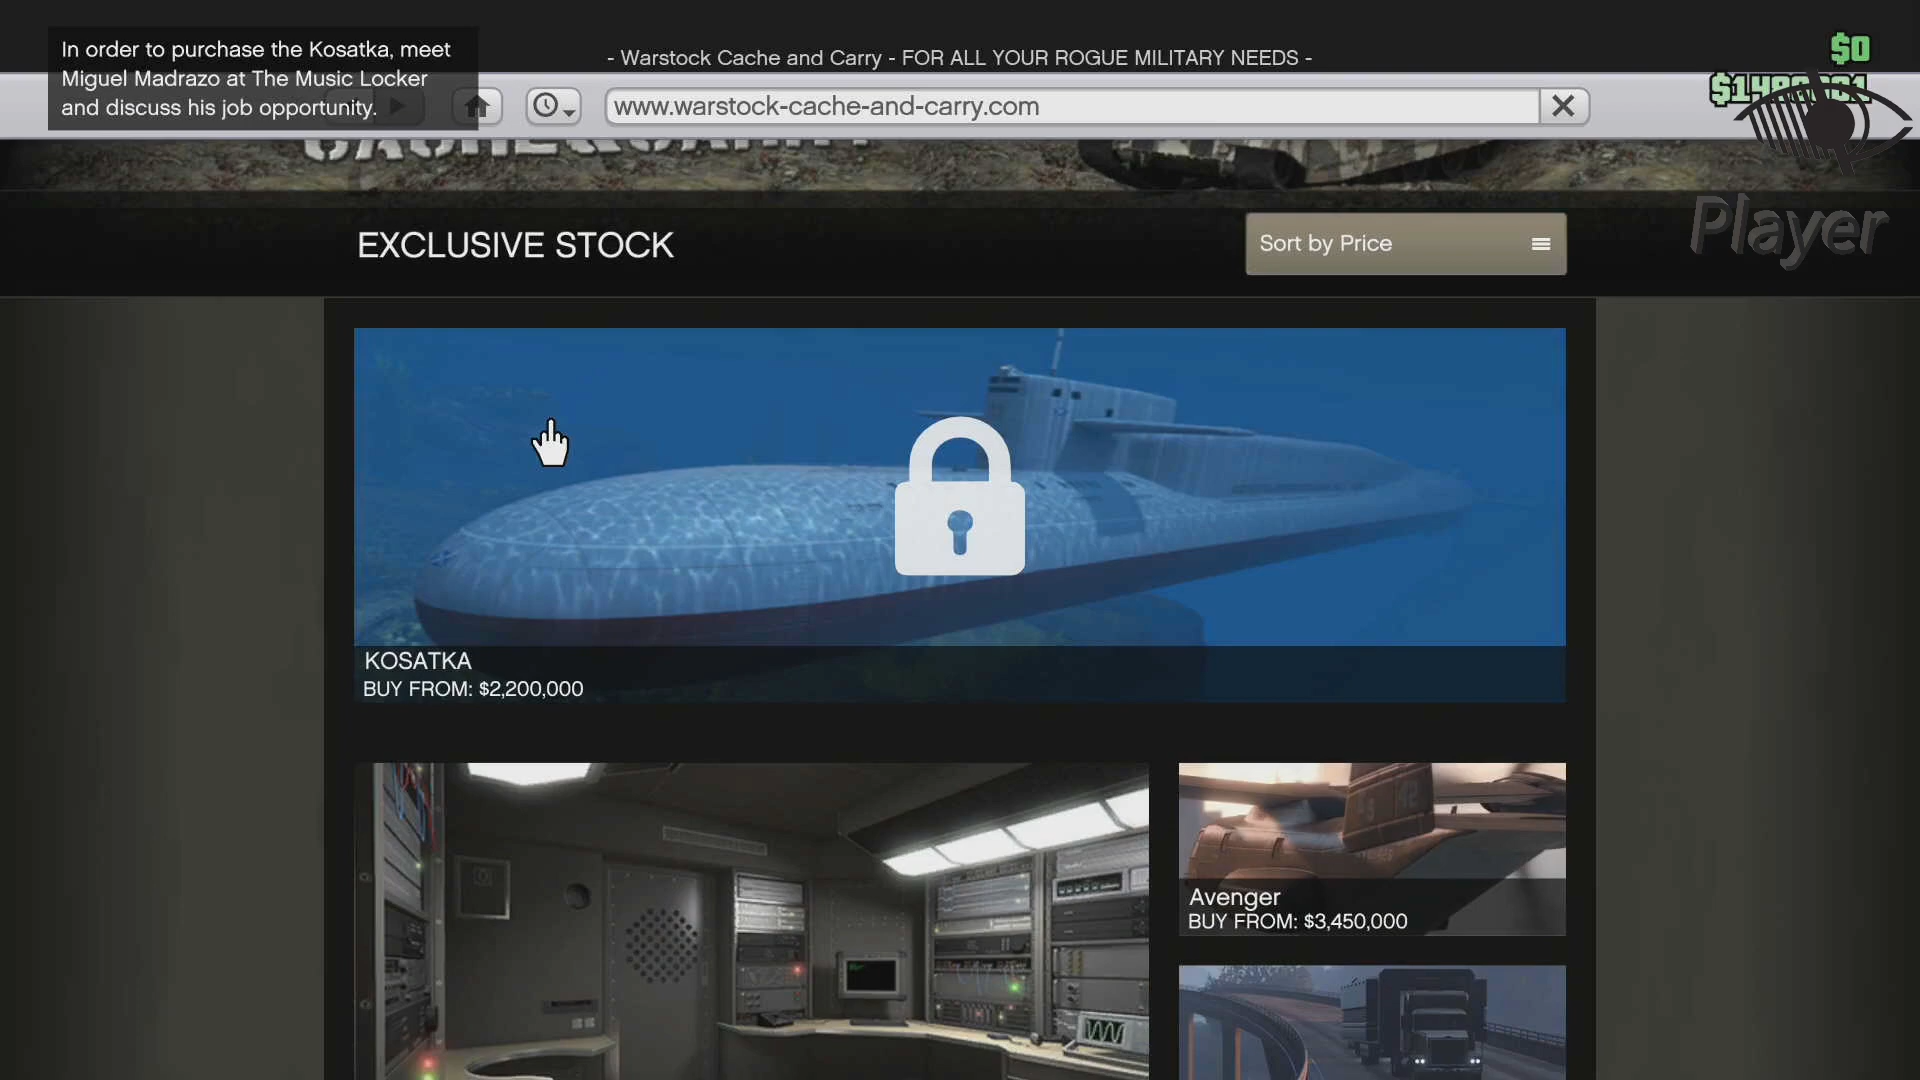 In order to purchase the Kosatka, meet
Miguel Madrazo at The Music Locker
and discuss his job opportunity.
- Warstock Cache and Carry - FOR ALL YOUR ROGUE MILITARY NEEDS -
$0
www.warstock-cache-and-carry.com
Player
EXCLUSIVE STOCK
Sort by Price
KOSATKA
BUY FROM: $2,200,000
Avenger
BUY FROM: $3,450,000